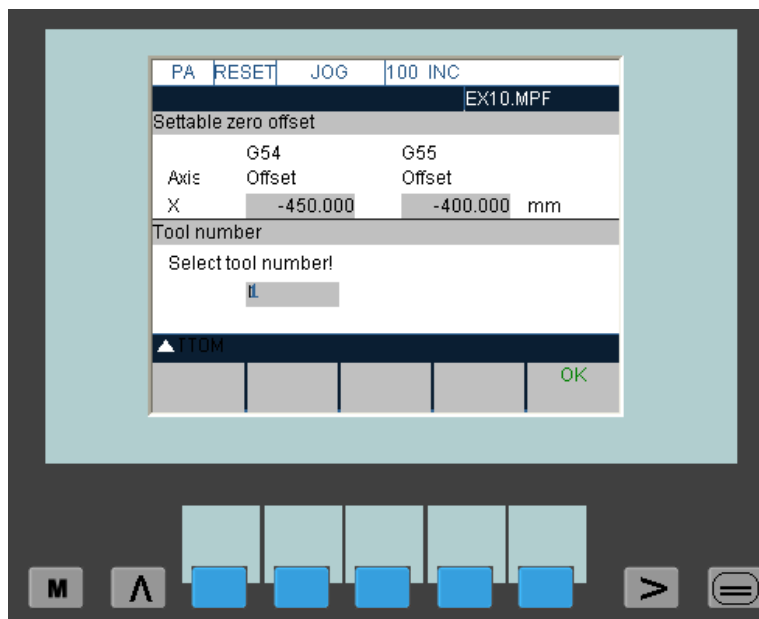 PA RESET JOG 100 INC
EX10.MPF
Settable zero offset
G54 G55
Axis Offset Offset
X -450.000 -400.000 mm
Tool number
Select tool number!
TTOM
OK
M Λ > =